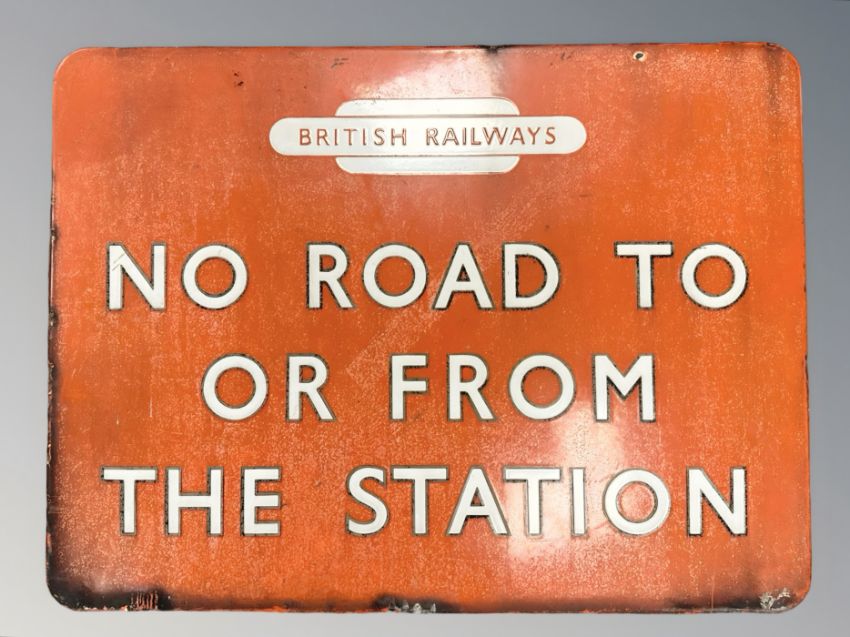 BRITISH RAILWAYS
NO ROAD TO
OR FROM
THE STATION